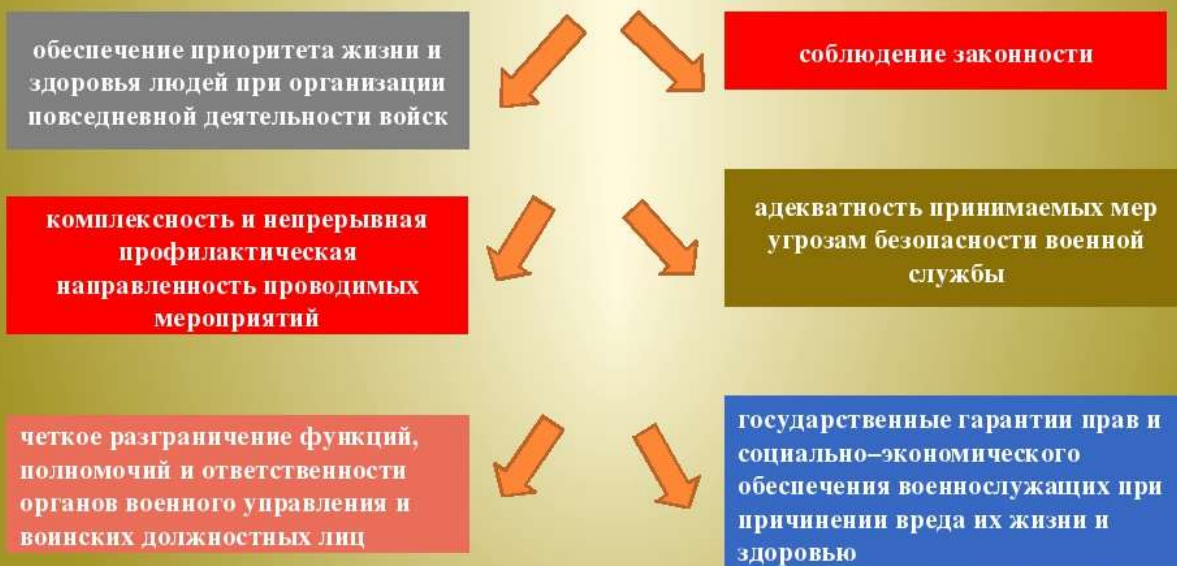 обеспечение приоритета жизни и
здоровья людей при организации
повседневной деятельности войск
соблюдение законности
комплексность и непрерывная
профилактическая
направленность проводимых
мероприятий
адекватность принимаемых мер
угрозам безопасности военной
службы
четкое разграничение функций,
полномочий и ответственности
органов военного управления и
воинских должностных лиц
государственные гарантии прав и
социально–экономического
обеспечения военнослужащих при
причинении вреда их жизни и
здоровью